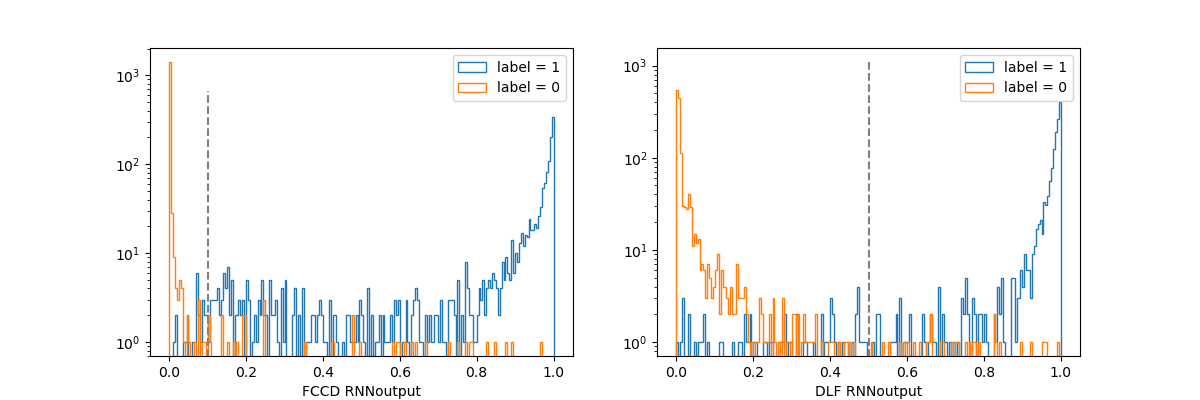 label = 1
label = 0
10³
10²
10¹
10⁰
0.0 0.2 0.4 0.6 0.8 1.0
FCCD RNNoutput
label = 1
label = 0
10³
10²
10¹
10⁰
0.0 0.2 0.4 0.6 0.8 1.0
DLF RNNoutput